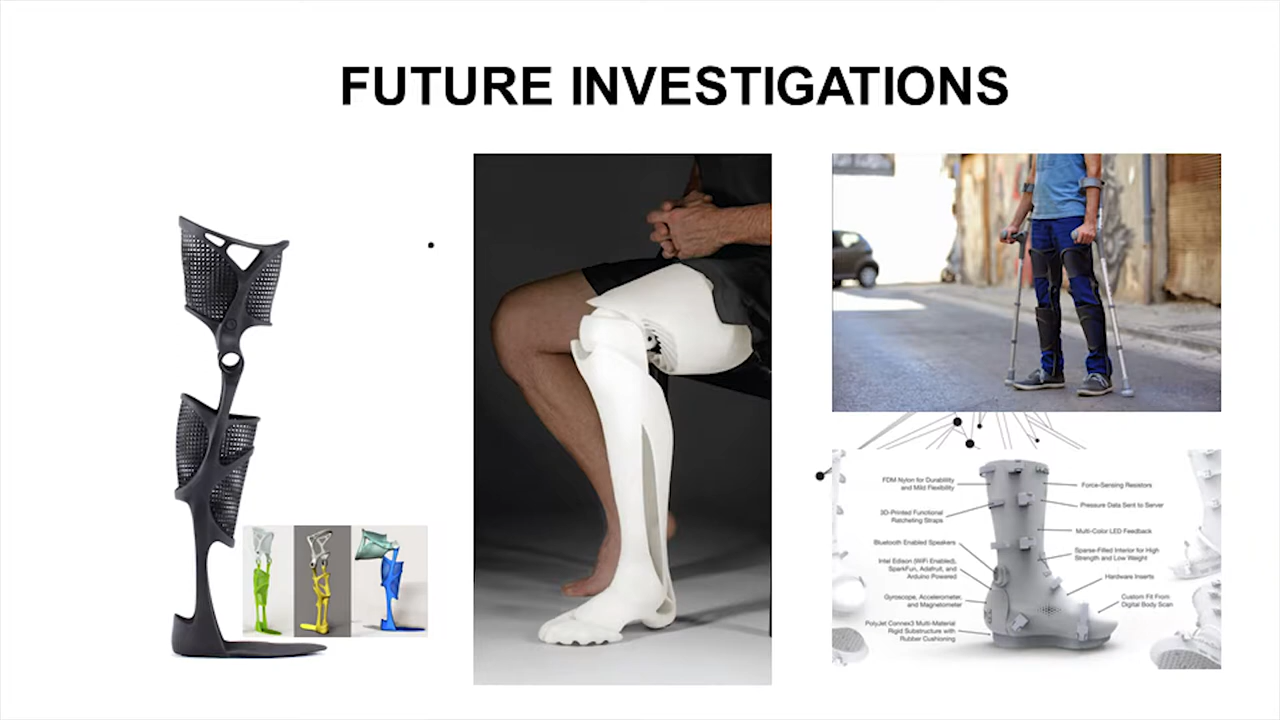 FUTURE INVESTIGATIONS
FDM Nylon for Durability
and Mild Flexibility
3D-Printed Functional
Ratcheting Straps
Bluetooth Enabled Speakers
Intel Edison (WiFi Enabled),
SparkFun, Adafruit, and
Arduino Powered
Gyroscope, Accelerometer,
and Magnetometer
PolyJet Connex3 Multi-Material
Rigid Substructure with
Rubber Cushioning
Force-Sensing Resistors
Pressure Data Sent to Server
Multi-Color LED Feedback
Sparse-Filled Interior for High
Strength and Low Weight
Hardware Inserts
Custom Fit From
Digital Body Scan